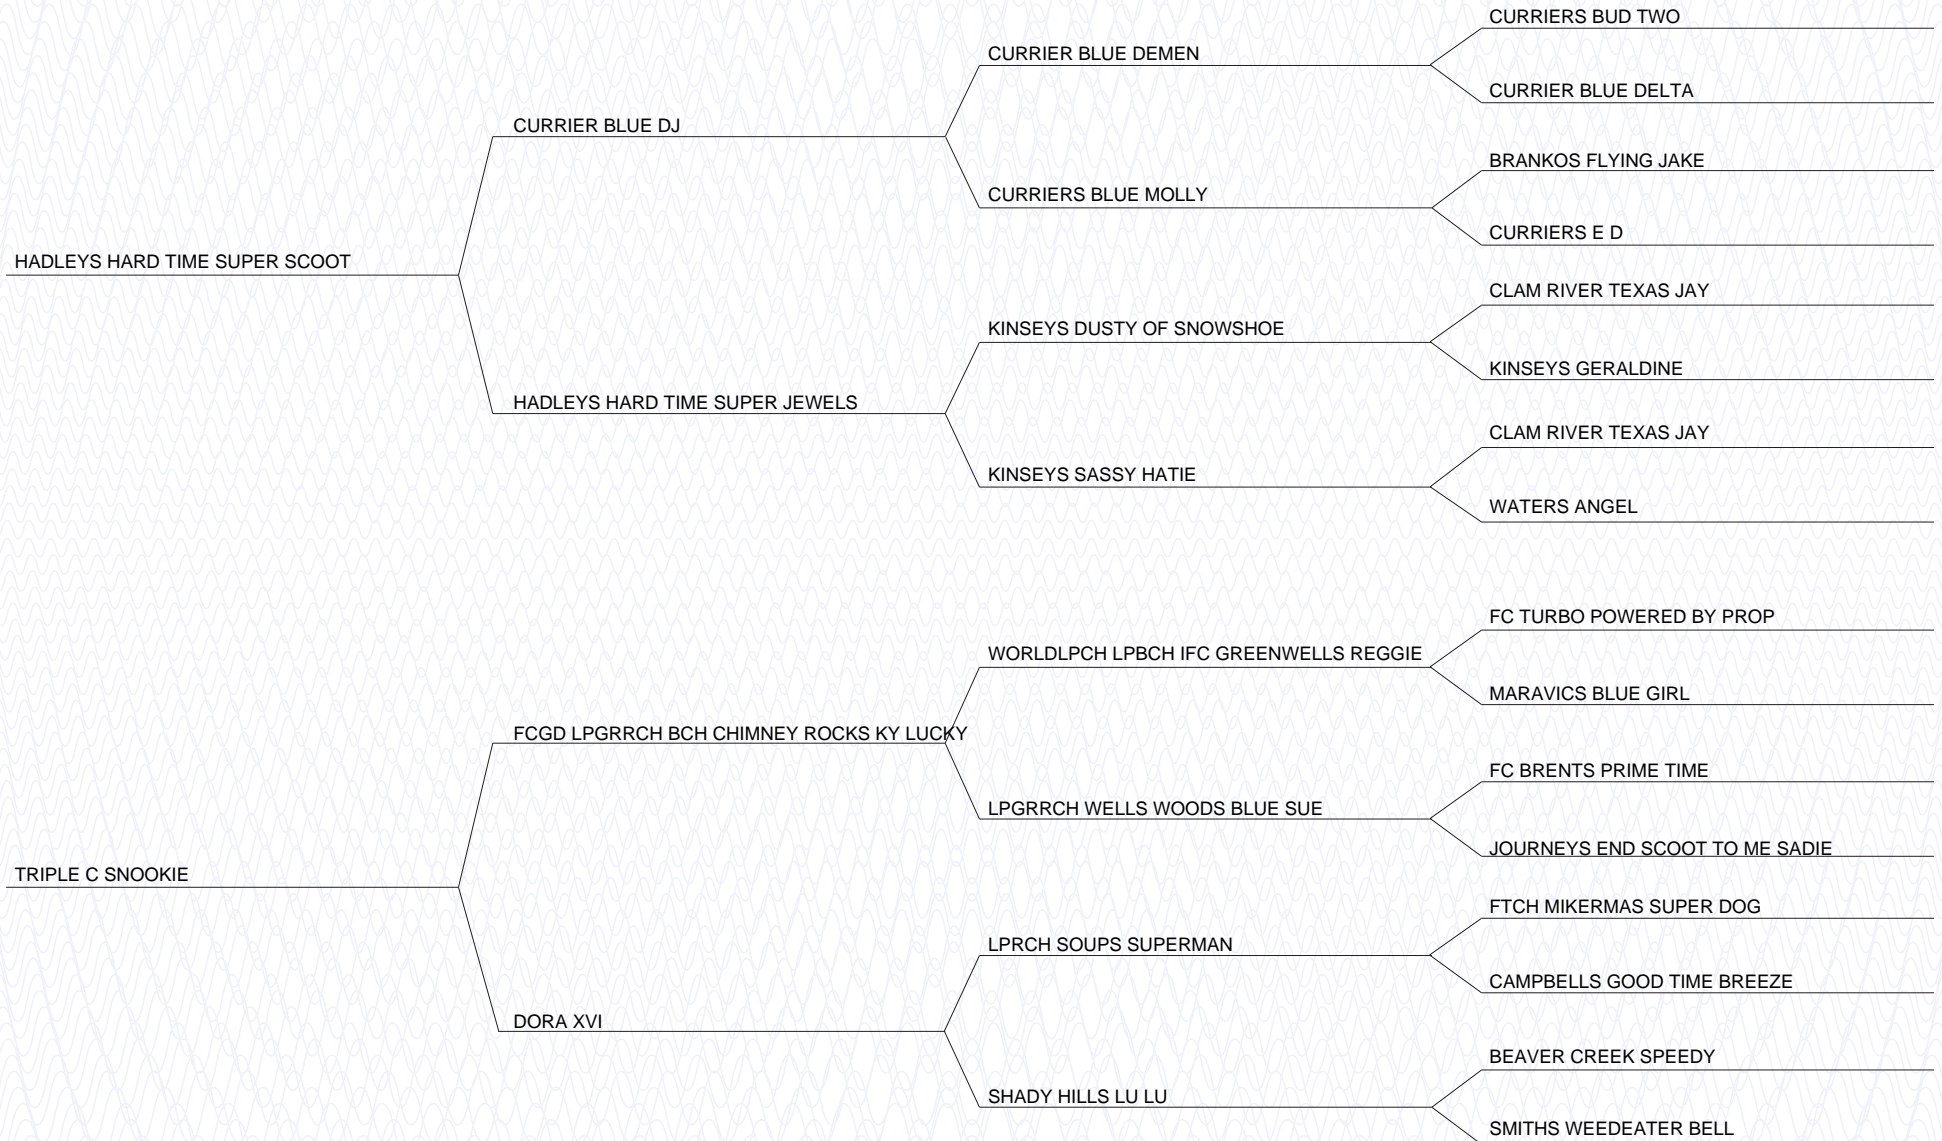 CURRIERS BUD TWO
CURRIER BLUE DEMEN
CURRIER BLUE DELTA
CURRIER BLUE DJ
BRANKOS FLYING JAKE
CURRIERS BLUE MOLLY
CURRIERS E D
HADLEYS HARD TIME SUPER SCOOT
CLAM RIVER TEXAS JAY
KINSEYS DUSTY OF SNOWSHOE
KINSEYS GERALDINE
HADLEYS HARD TIME SUPER JEWELS
CLAM RIVER TEXAS JAY
KINSEYS SASSY HATIE
WATERS ANGEL
FC TURBO POWERED BY PROP
WORLDLPCH LPBCH IFC GREENWELLS REGGIE
MARAVICS BLUE GIRL
FCGD LPGRRCH BCH CHIMNEY ROCKS KY LUCKY
FC BRENTS PRIME TIME
LPGRRCH WELLS WOODS BLUE SUE
JOURNEYS END SCOOT TO ME SADIE
TRIPLE C SNOOKIE
FTCH MIKERMAS SUPER DOG
LPRCH SOUPS SUPERMAN
CAMPBELLS GOOD TIME BREEZE
DORA XVI
BEAVER CREEK SPEEDY
SHADY HILLS LU LU
SMITHS WEEDEATER BELL